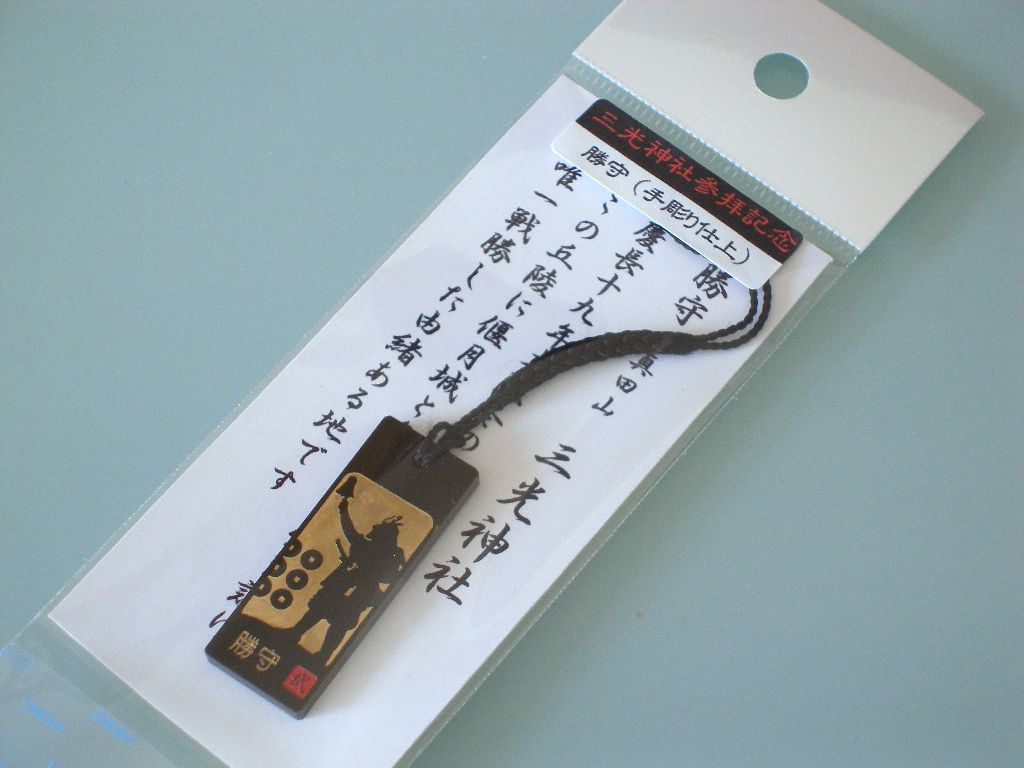 三光神社参拝記念
勝守(手彫り仕上)
勝守 真田山 三光神社
慶長十九年
の丘陵に偃月城と
唯一戦勝した由緒ある地です
勝守